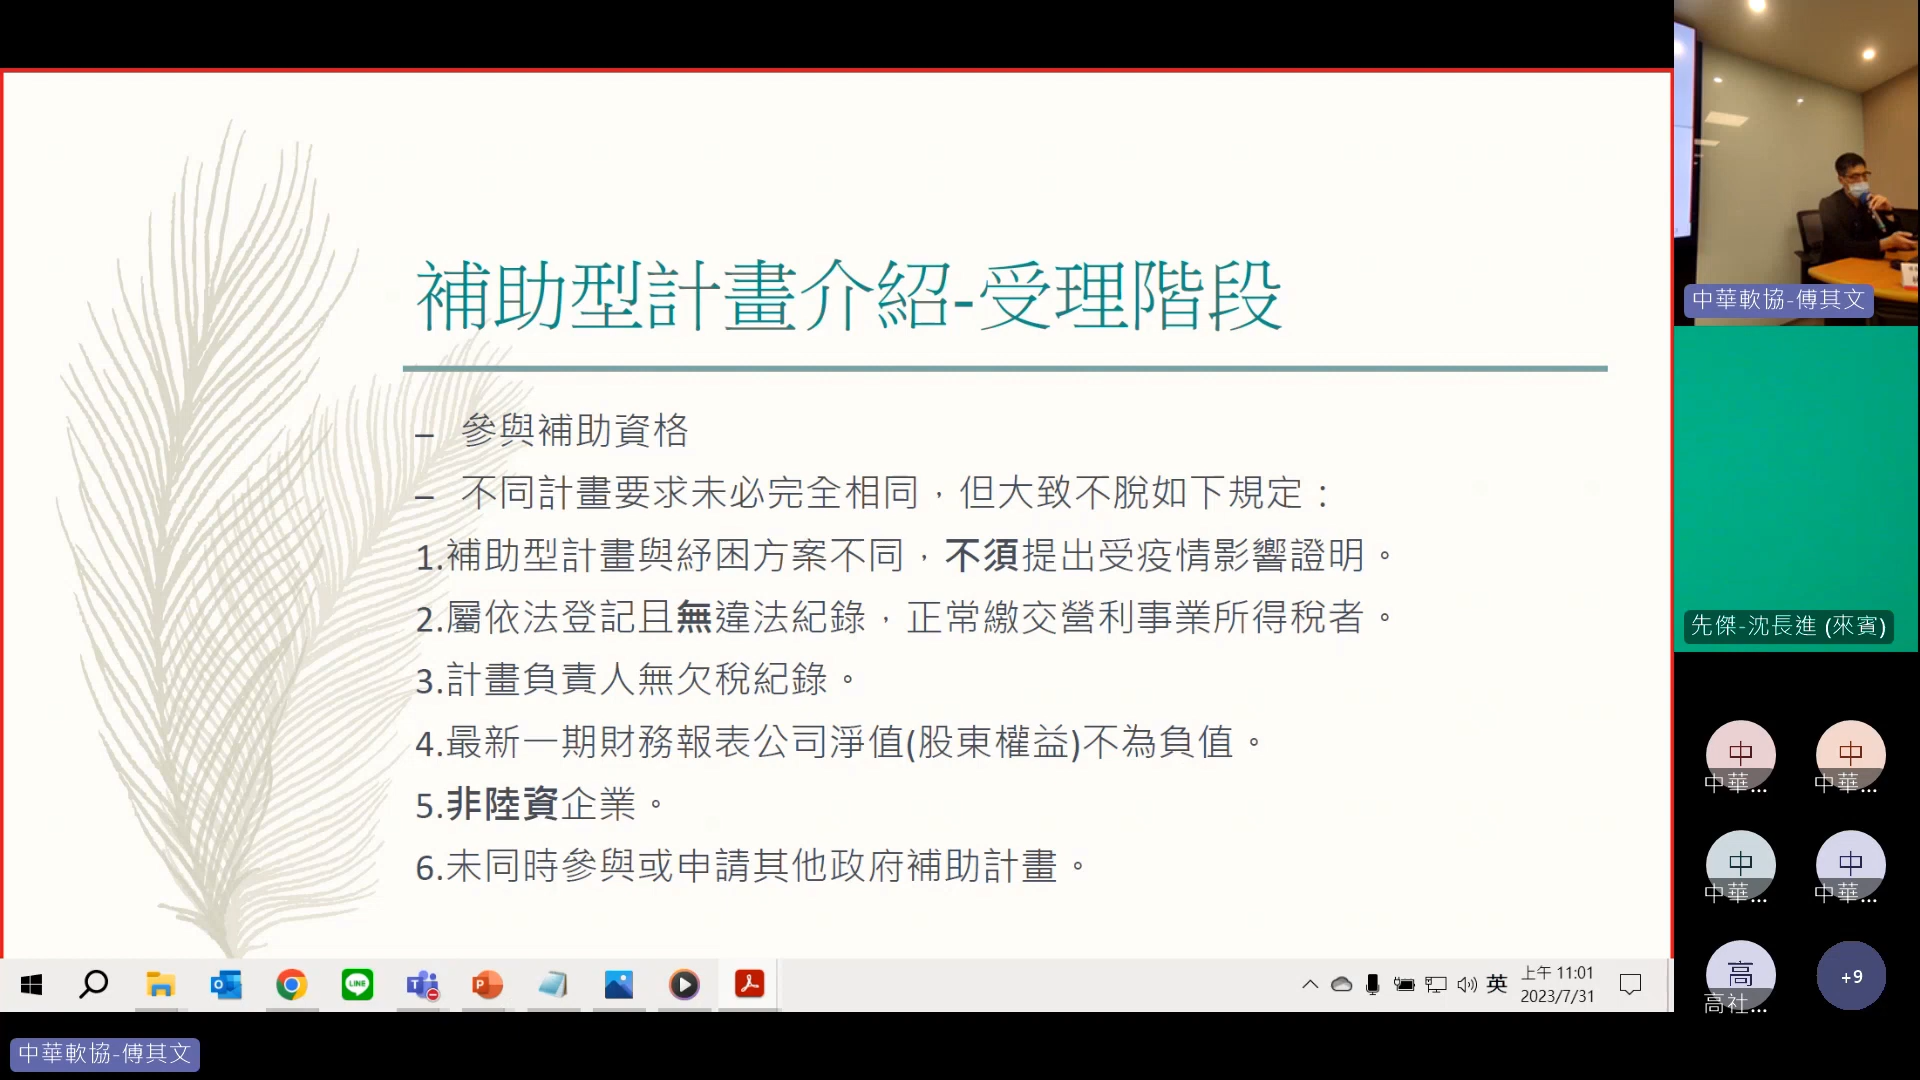 補助型計畫介紹-受理階段
– 參與補助資格
– 不同計畫要求未必完全相同，但大致不脫如下規定：
1.補助型計畫與紓困方案不同，不須提出受疫情影響證明。
2.屬依法登記且無違法紀錄，正常繳交營利事業所得稅者。
3.計畫負責人無欠稅紀錄。
4.最新一期財務報表公司淨值(股東權益)不為負值。
5.非陸資企業。
6.未同時參與或申請其他政府補助計畫。
LINE
英
上午 11:01
2023/7/31
中華軟協-傅其文
中華軟協-傅其文
先傑-沈長進 (來賓)
中
中華...
中
中華...
中
中華...
中
中華...
高
高社...
+9